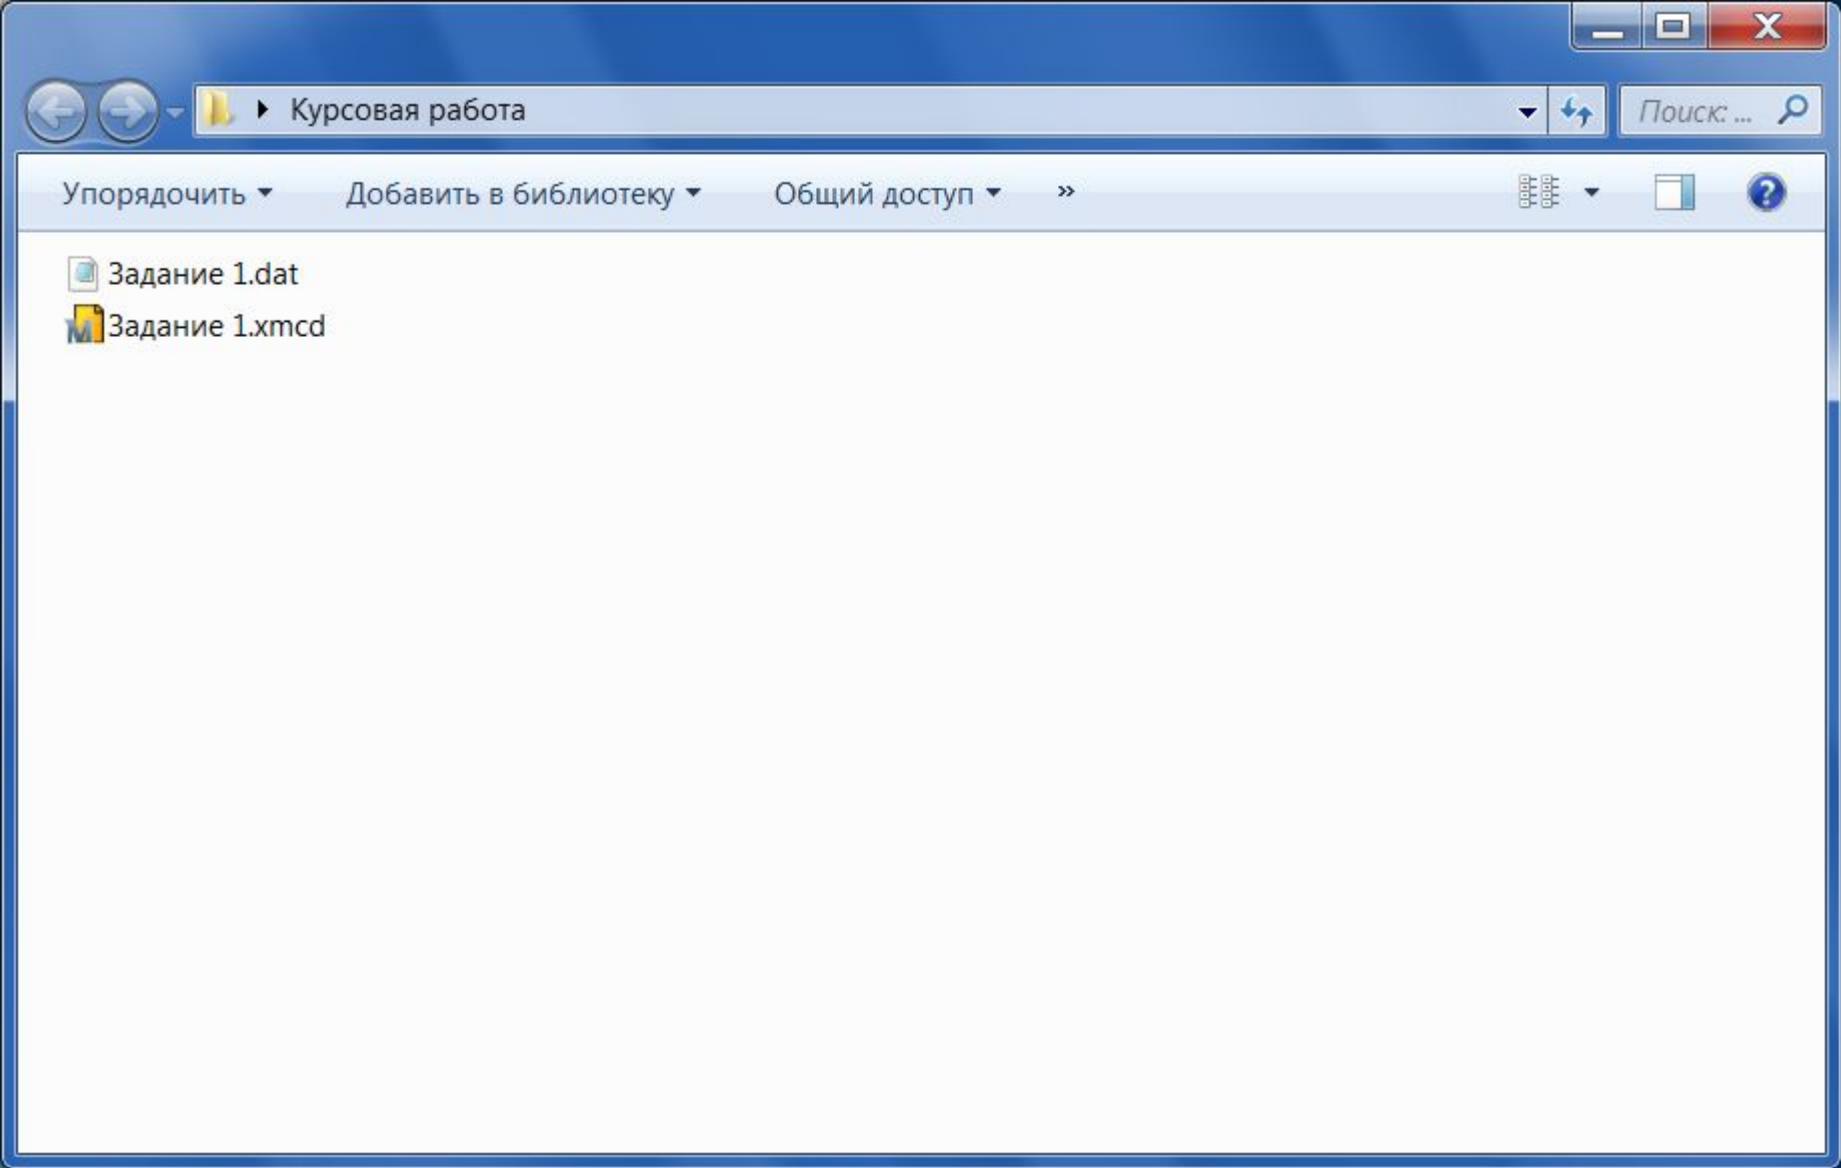 Курсовая работа
Поиск: ...
Упорядочить Добавить в библиотеку Общий доступ »
Задание 1.dat
Задание 1.xmcd